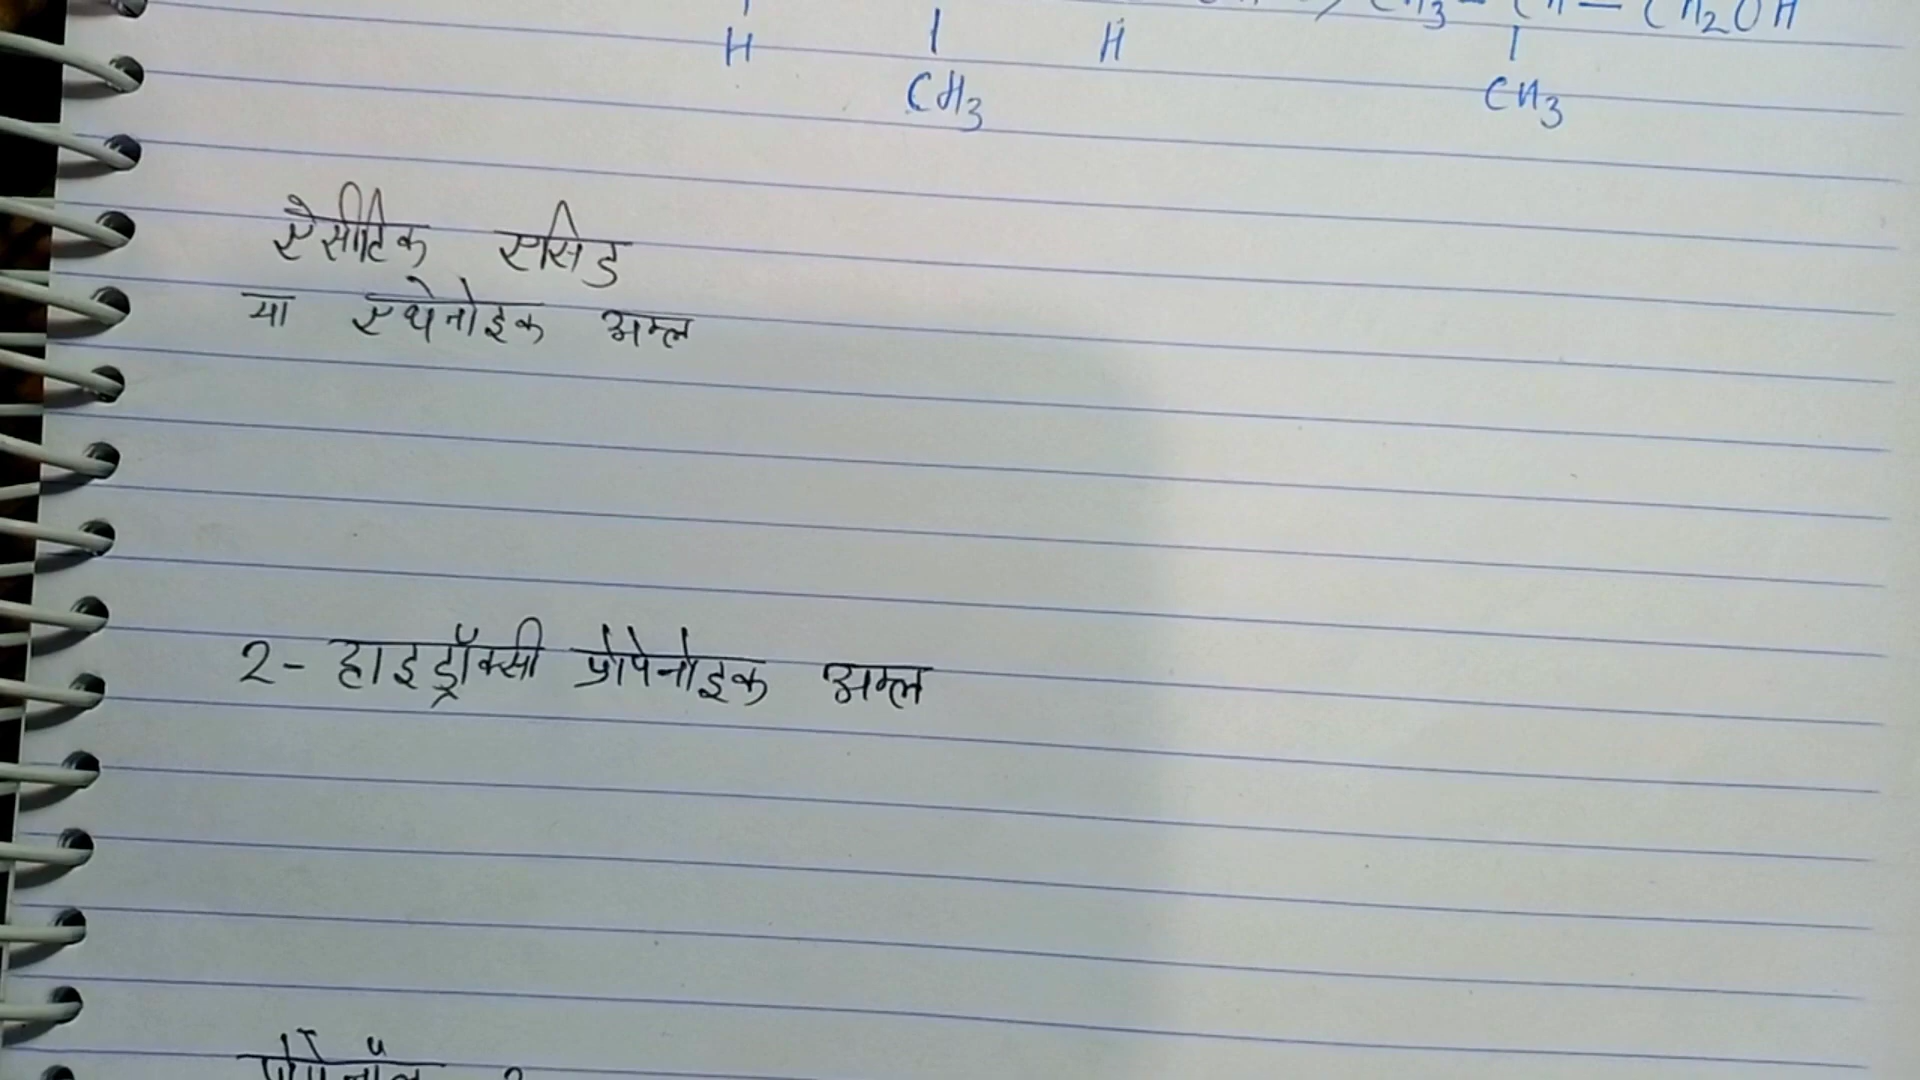 CH3 – CH – CH2OH
H | H |
CH3 CH3
ऐसीटिक एसिड
या एथेनोइक अम्ल
2- हाइड्रॉक्सी प्रोपेनोइक अम्ल